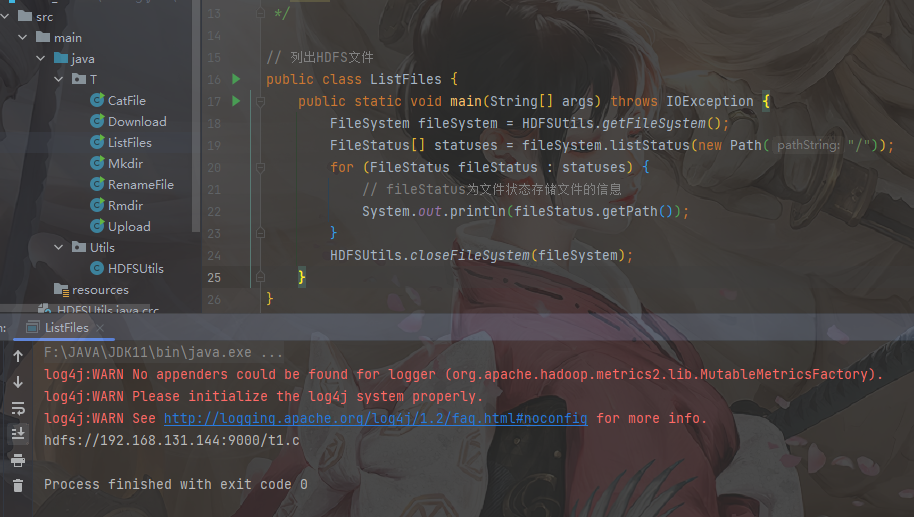 src
main
java
T
CatFile
Download
ListFiles
Mkdir
RenameFile
Rmdir
Upload
Utils
HDFSUtils
resources
HDFSUtils.java.crc
13 */
14
15 // 列出HDFS文件
16 public class ListFiles {
17 public static void main(String[] args) throws IOException {
18 FileSystem fileSystem = HDFSUtils.getFileSystem();
19 FileStatus[] statuses = fileSystem.listStatus(new Path( pathString: "/"));
20 for (FileStatus fileStatus : statuses) {
21 // fileStatus为文件状态存储文件的信息
22 System.out.println(fileStatus.getPath());
23 }
24 HDFSUtils.closeFileSystem(fileSystem);
25 }
26 }
n: ListFiles ×
F:\JAVA\JDK11\bin\java.exe ...
log4j:WARN No appenders could be found for logger (org.apache.hadoop.metrics2.lib.MutableMetricsFactory).
log4j:WARN Please initialize the log4j system properly.
log4j:WARN See http://logging.apache.org/log4j/1.2/faq.html#noconfig for more info.
hdfs://192.168.131.144:9000/t1.c
Process finished with exit code 0